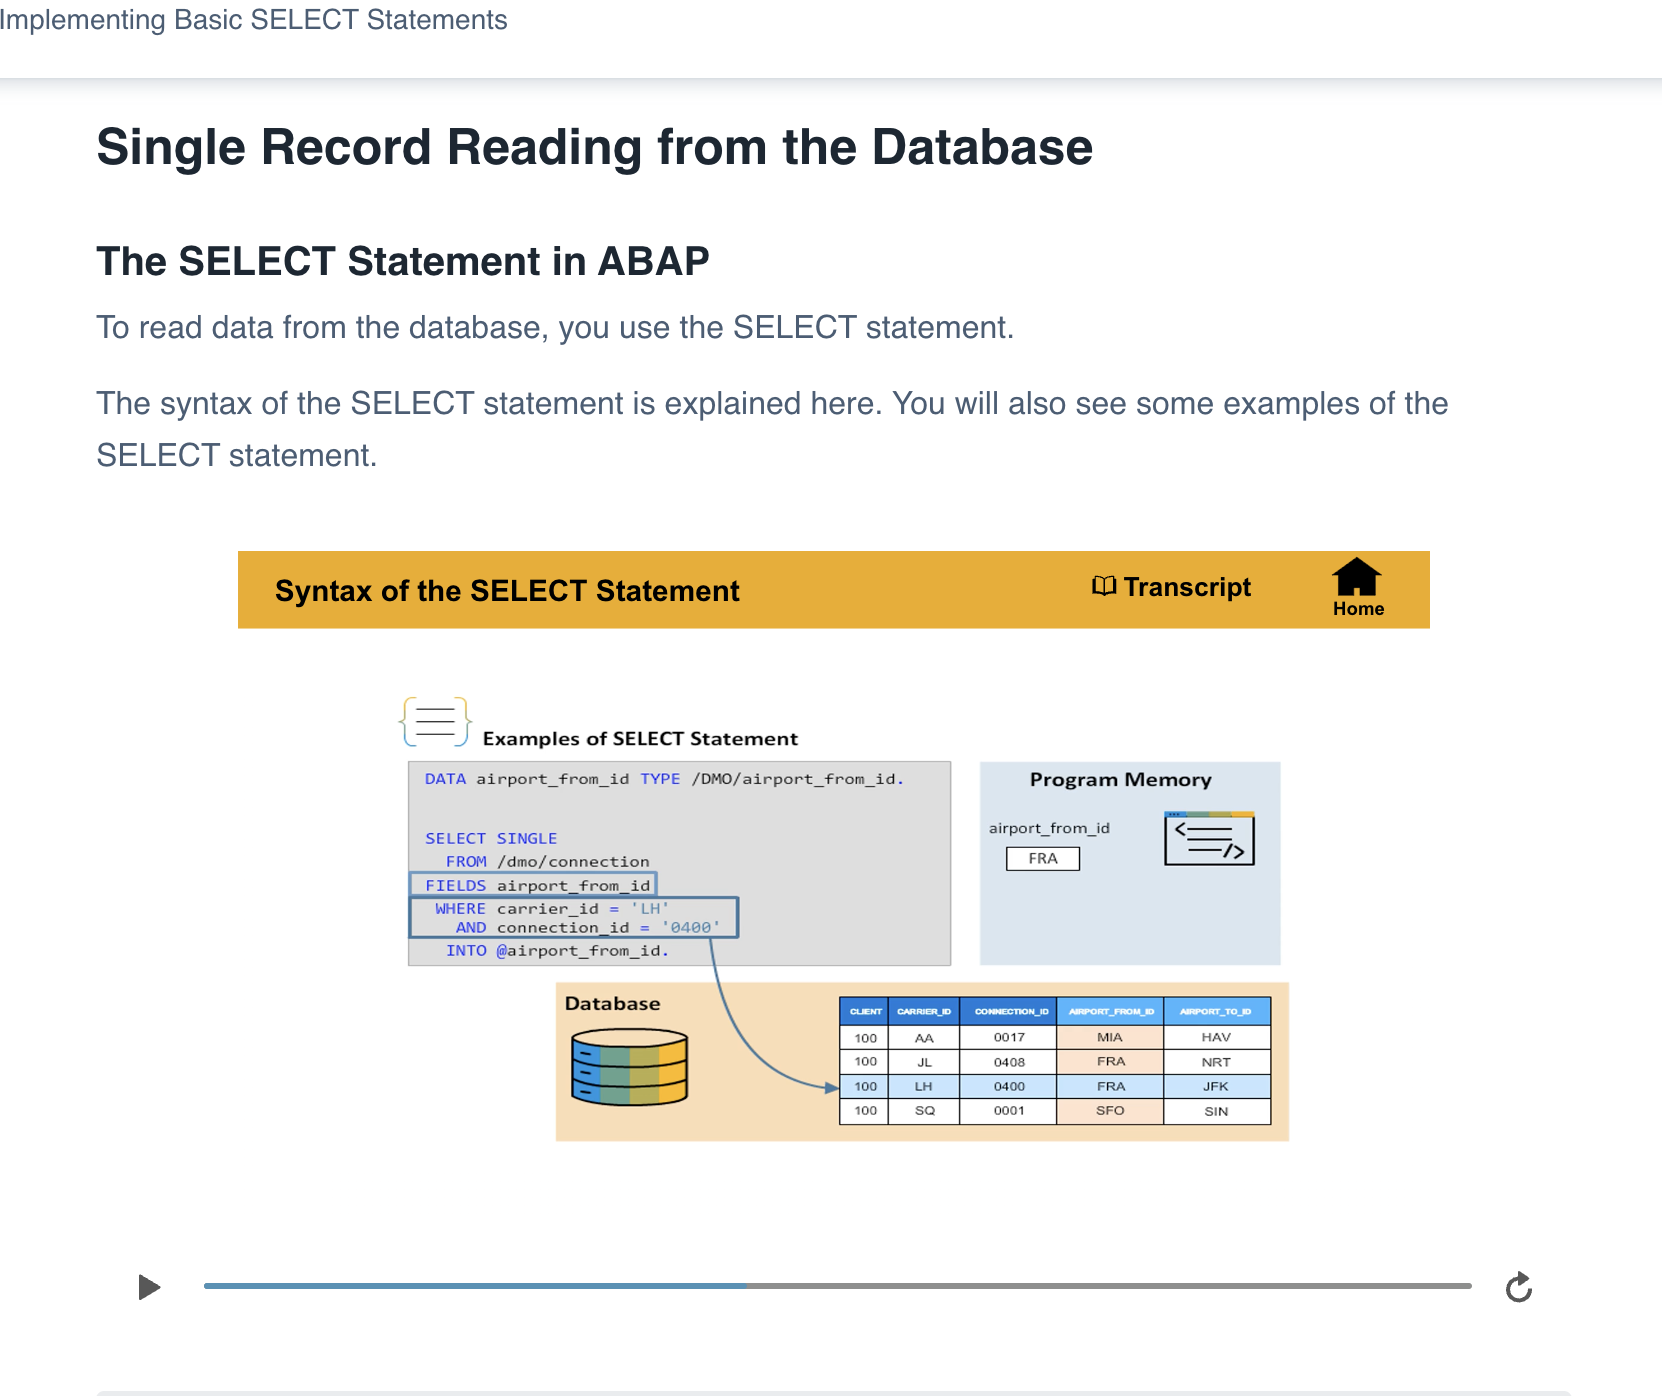 Implementing Basic SELECT Statements
Single Record Reading from the Database
The SELECT Statement in ABAP
To read data from the database, you use the SELECT statement.
The syntax of the SELECT statement is explained here. You will also see some examples of the
SELECT statement.
Syntax of the SELECT Statement
Transcript
Home
Examples of SELECT Statement
DATA airport_from_id TYPE /DMO/airport_from_id.
SELECT SINGLE
FROM /dmo/connection
FIELDS airport_from_id
WHERE carrier_id = 'LH'
AND connection_id = '0400'
INTO @airport_from_id.
Program Memory
airport_from_id
FRA
Database
CLIENT CARRIER_ID CONNECTION_ID AIRPORT_FROM_ID AIRPORT_TO_ID
100 AA 0017 MIA HAV
100 JL 0408 FRA NRT
100 LH 0400 FRA JFK
100 SQ 0001 SFO SIN